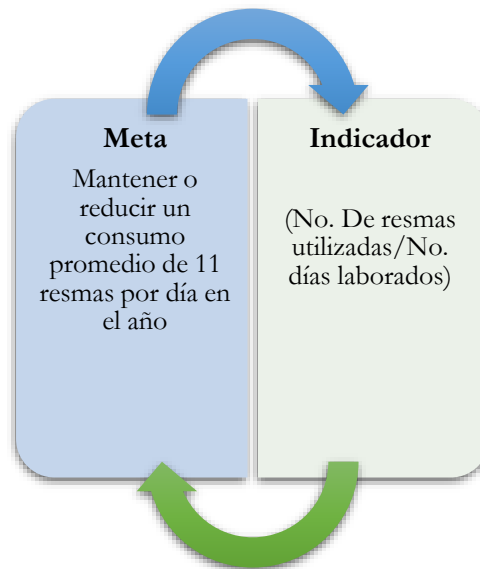 Meta
Mantener o
reducir un
consumo
promedio de 11
resmas por día en
el año
Indicador
(No. De resmas
utilizadas/No.
días laborados)